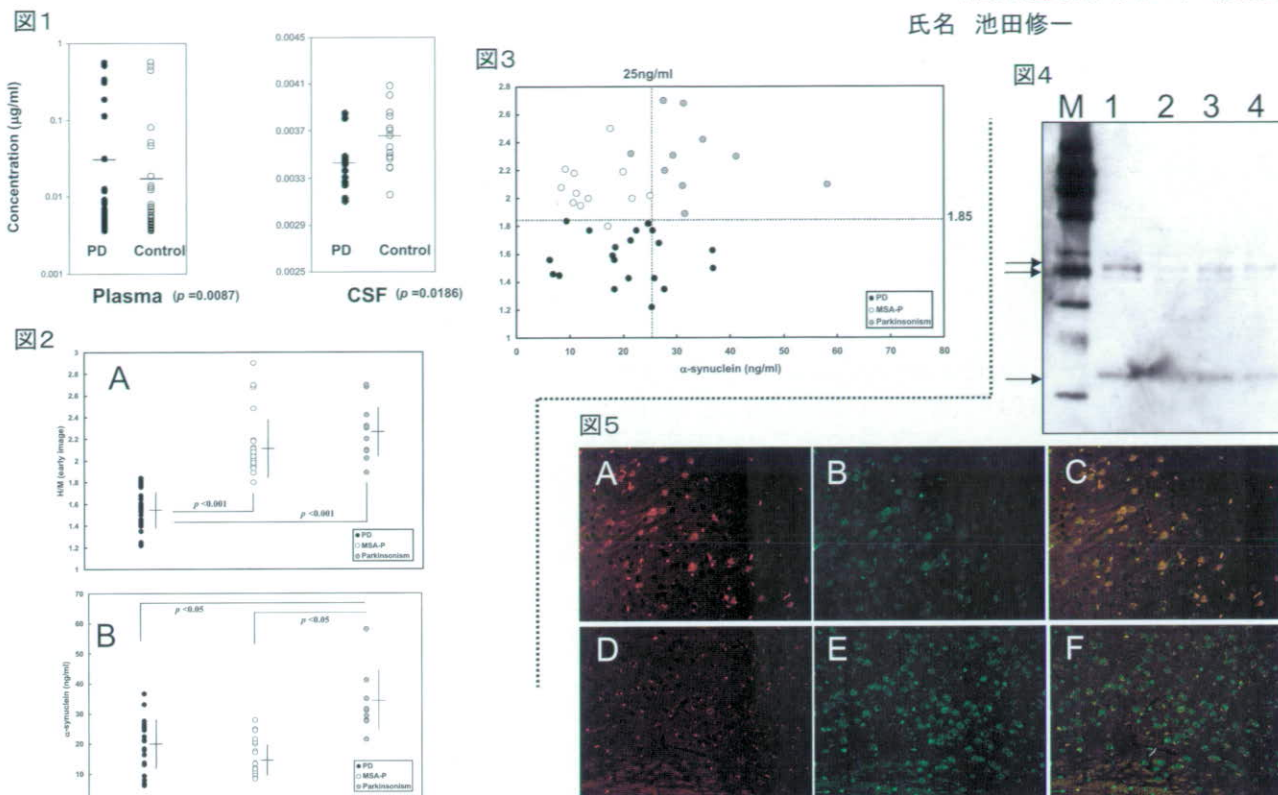 氏名 池田修一
図1
Concentration (μg/ml)
1
0.1
0.01
0.001
PD Control
Plasma (p =0.0087)
0.0045
0.0041
0.0037
0.0033
0.0029
0.0025
PD Control
CSF (p =0.0186)
図2
A
H/M (early image)
3
2.8
2.6
2.4
2.2
2
1.8
1.6
1.4
1.2
1
p <0.001
p <0.001
PD
MSA-P
Parkinsonism
B
α-synuclein (ng/ml)
70
60
50
40
30
20
10
p <0.05
p <0.05
PD
MSA-P
Parkinsonism
図3
25ng/ml
2.8
2.6
2.4
2.2
2
1.8
1.6
1.4
1.2
1
1.85
PD
MSA-P
Parkinsonism
0 10 20 30 40 50 60 70 80
α-synuclein (ng/ml)
図4
M 1 2 3 4
図5
A B C
D E F